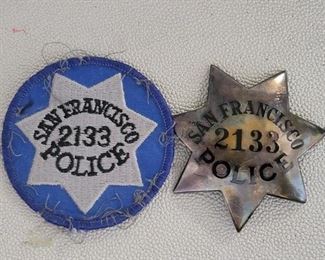 SAN FRANCISCO
2133
POLICE
SAN FRANCISCO
2133
POLICE